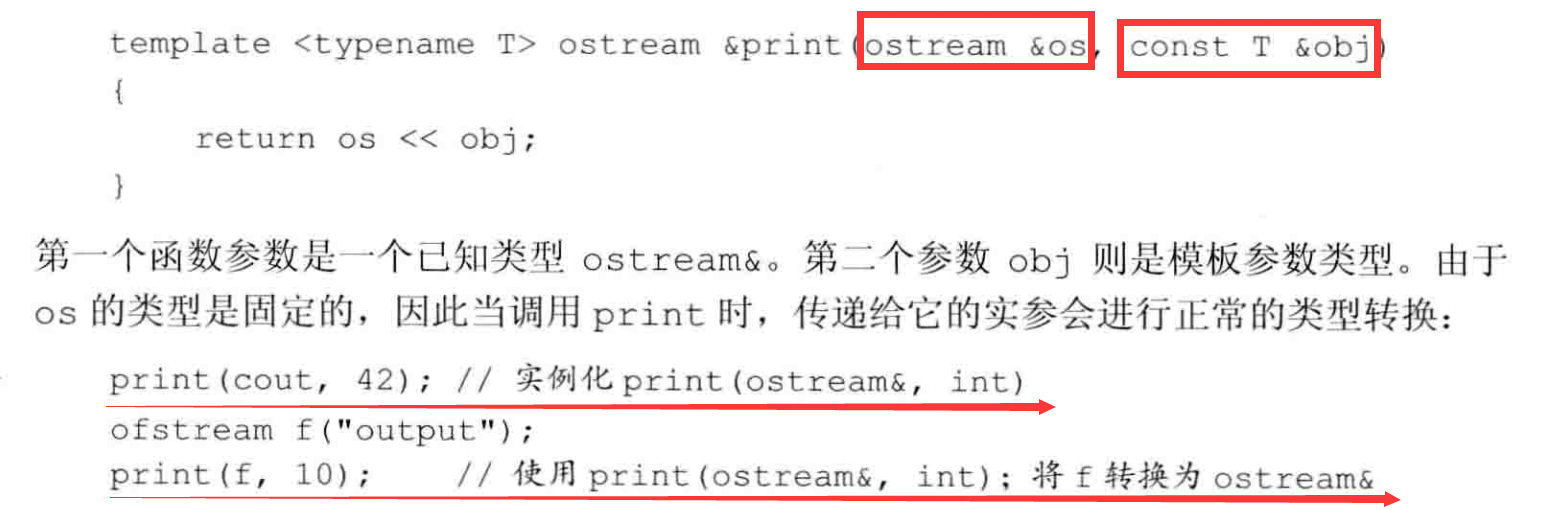 template <typename T> ostream &print(ostream &os, const T &obj)
{
    return os << obj;
}
第一个函数参数是一个已知类型 ostream&。第二个参数 obj 则是模板参数类型。由于
os 的类型是固定的，因此当调用 print 时，传递给它的实参会进行正常的类型转换：
print(cout, 42); // 实例化 print(ostream&, int)
ofstream f("output");
print(f, 10);    // 使用 print(ostream&, int); 将 f 转换为 ostream&